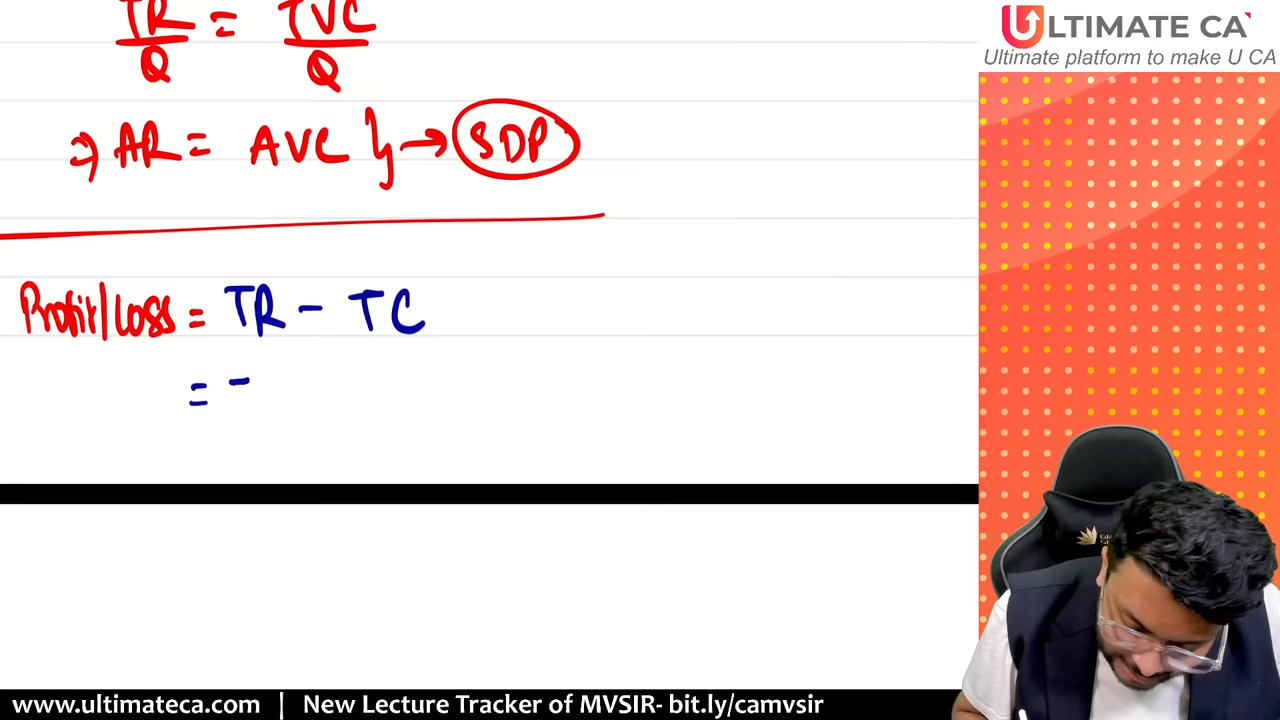 TR = TVC
Q Q
⇒ AR = AVC } → SDP
Profit/Loss = TR - TC
= -
ULTIMATE CA
Ultimate platform to make U CA
www.ultimateca.com | New Lecture Tracker of MVSIR- bit.ly/camvsir